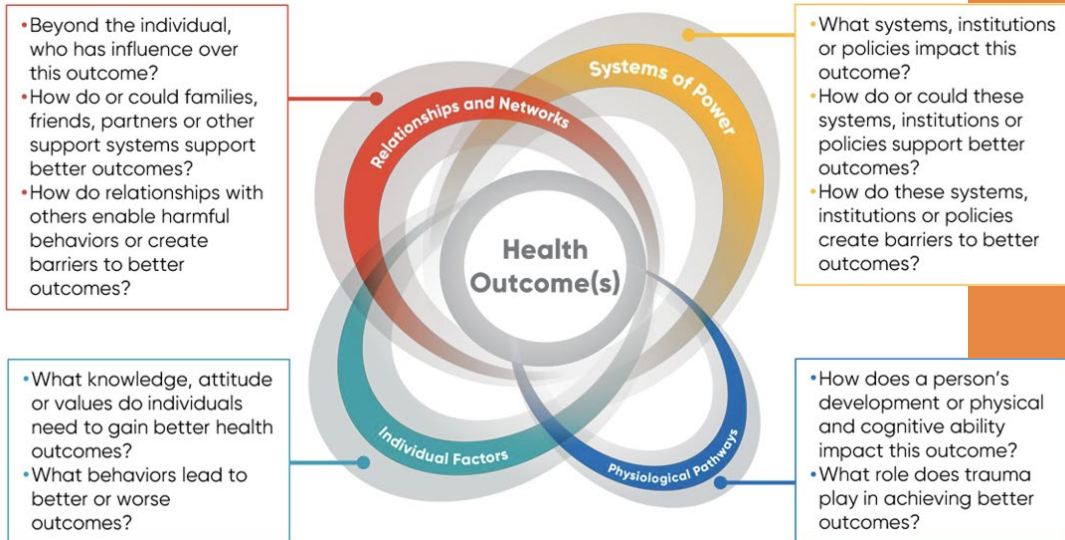 •Beyond the individual,
who has influence over
this outcome?
•How do or could families,
friends, partners or other
support systems support
better outcomes?
•How do relationships with
others enable harmful
behaviors or create
barriers to better
outcomes?
Relationships and Networks
Systems of Power
•What systems, institutions
or policies impact this
outcome?
•How do or could these
systems, institutions or
policies support better
outcomes?
•How do these systems,
institutions or policies
create barriers to better
outcomes?
Health
Outcome(s)
•What knowledge, attitude
or values do individuals
need to gain better health
outcomes?
•What behaviors lead to
better or worse
outcomes?
Individual Factors
Physiological Pathways
•How does a person's
development or physical
and cognitive ability
impact this outcome?
•What role does trauma
play in achieving better
outcomes?